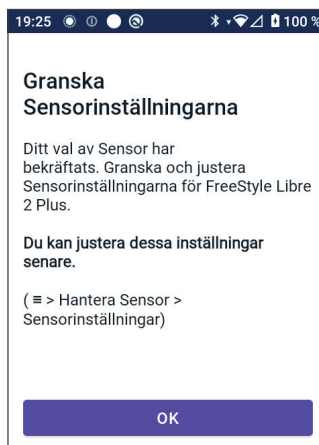 19:25 100 %
Granska
Sensorinställningarna
Ditt val av Sensor har
bekräftats. Granska och justera
Sensorinställningarna för FreeStyle Libre
2 Plus.
Du kan justera dessa inställningar
senare.
( ≡ > Hantera Sensor >
Sensorinställningar)
OK